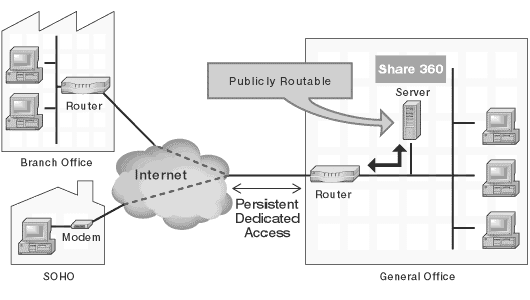 Share 360
Publicly Routable
Server
Router
Branch Office
Internet
Router
Persistent
Dedicated
Access
Modem
SOHO
General Office